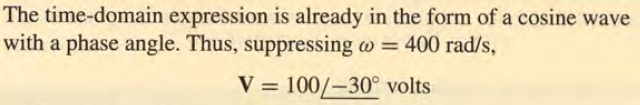 The time-domain expression is already in the form of a cosine wave
with a phase angle. Thus, suppressing ω = 400 rad/s,
V = 100/−30° volts